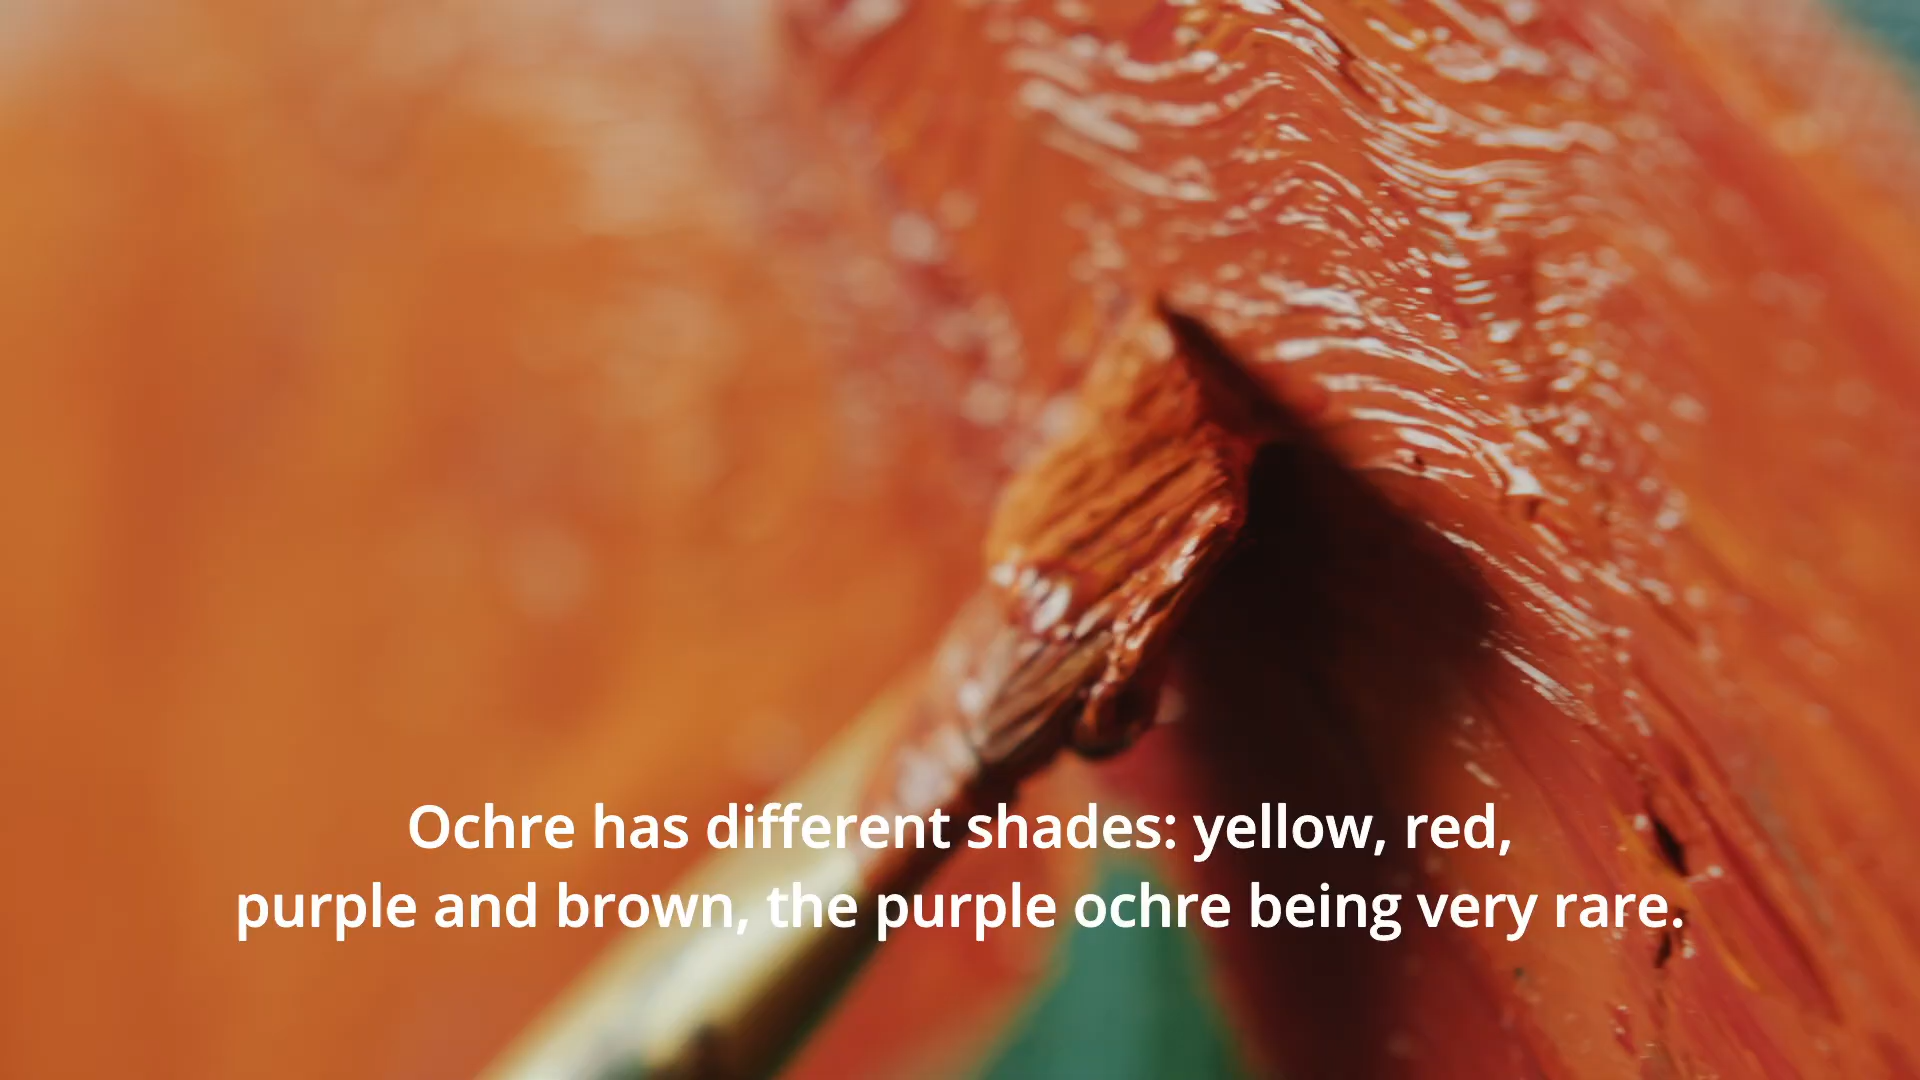 Ochre has different shades: yellow, red,
purple and brown, the purple ochre being very rare.